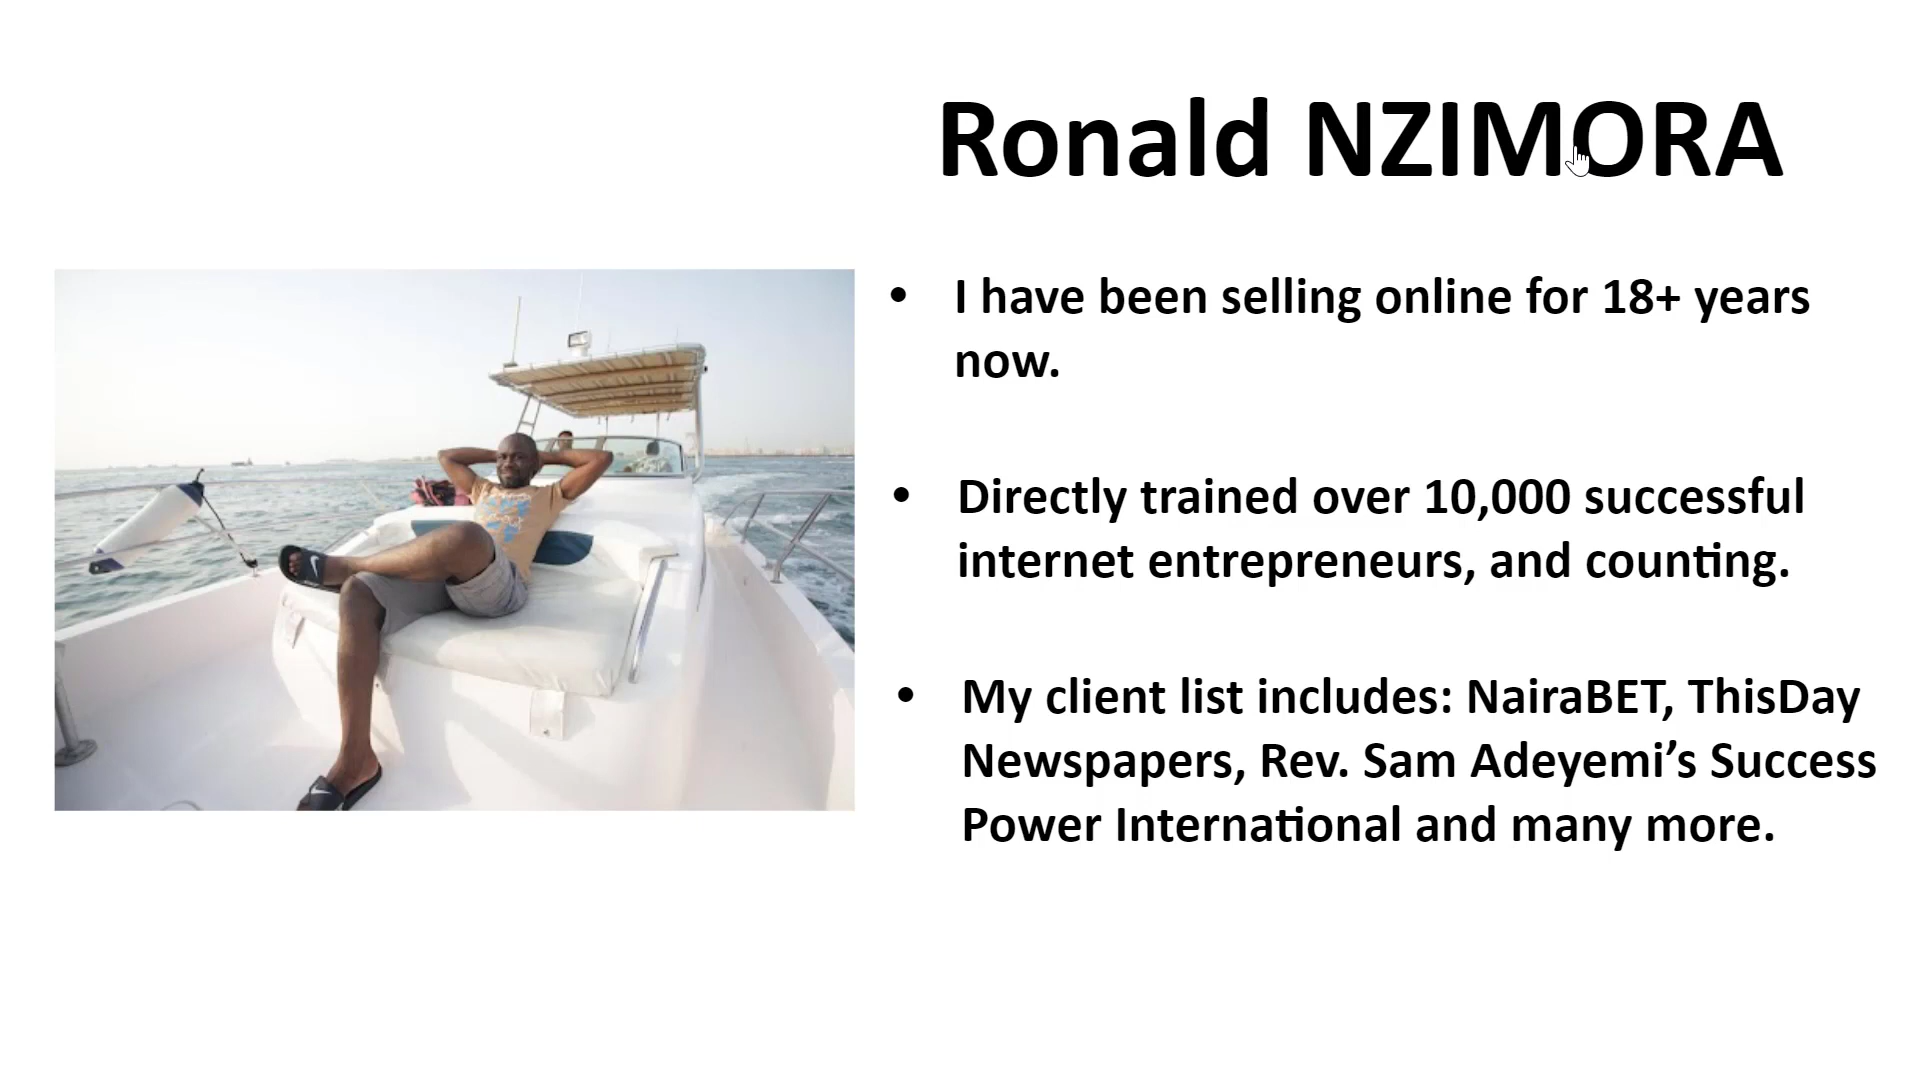 Ronald NZIMORA
• I have been selling online for 18+ years
now.
• Directly trained over 10,000 successful
internet entrepreneurs, and counting.
• My client list includes: NairaBET, ThisDay
Newspapers, Rev. Sam Adeyemi’s Success
Power International and many more.